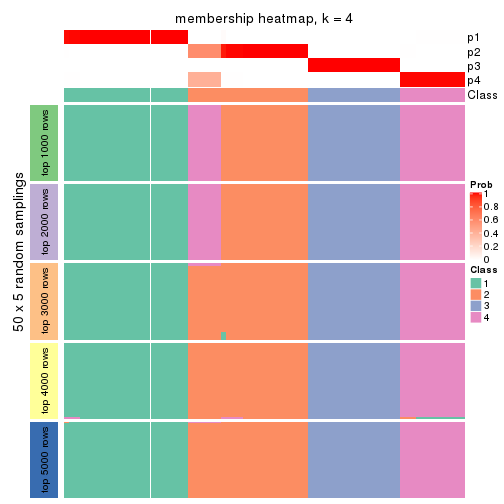 membership heatmap, k = 4
p1
p2
p3
p4
Class
50 x 5 random samplings
top 1000 rows
top 2000 rows
top 3000 rows
top 4000 rows
top 5000 rows
Prob
1
0.8
0.6
0.4
0.2
0
Class
1
2
3
4